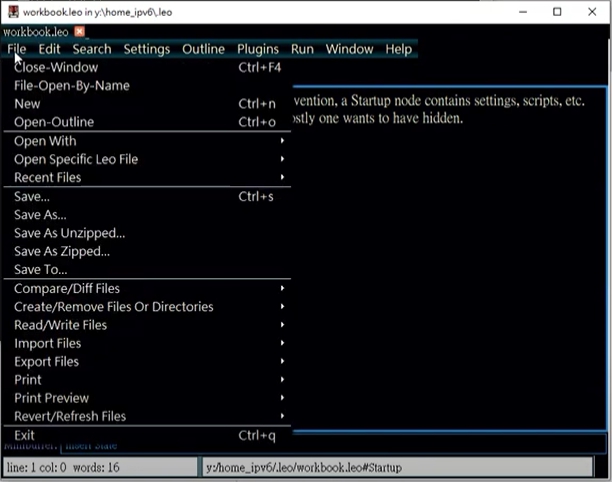 workbook.leo in y:\home_ipv6\.leo
workbook.leo
File Edit Search Settings Outline Plugins Run Window Help
Close-Window Ctrl+F4
File-Open-By-Name
New Ctrl+n
Open-Outline Ctrl+o
vention, a Startup node contains settings, scripts, etc.
ostly one wants to have hidden.
Open With
Open Specific Leo File
Recent Files
Save... Ctrl+s
Save As...
Save As Unzipped...
Save As Zipped...
Save To...
Compare/Diff Files
Create/Remove Files Or Directories
Read/Write Files
Import Files
Export Files
Print
Print Preview
Revert/Refresh Files
Exit Ctrl+q
Minibuffer: Insert State
line: 1 col: 0 words: 16
y:/home_ipv6/.leo/workbook.leo#Startup